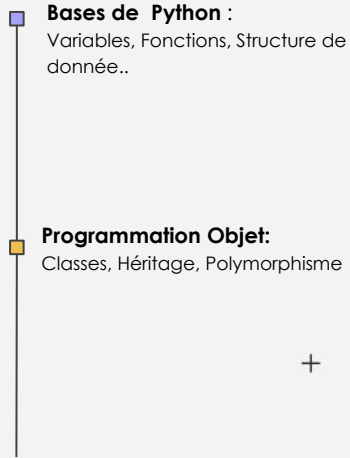 Bases de Python :
Variables, Fonctions, Structure de
donnée..
Programmation Objet:
Classes, Héritage, Polymorphisme